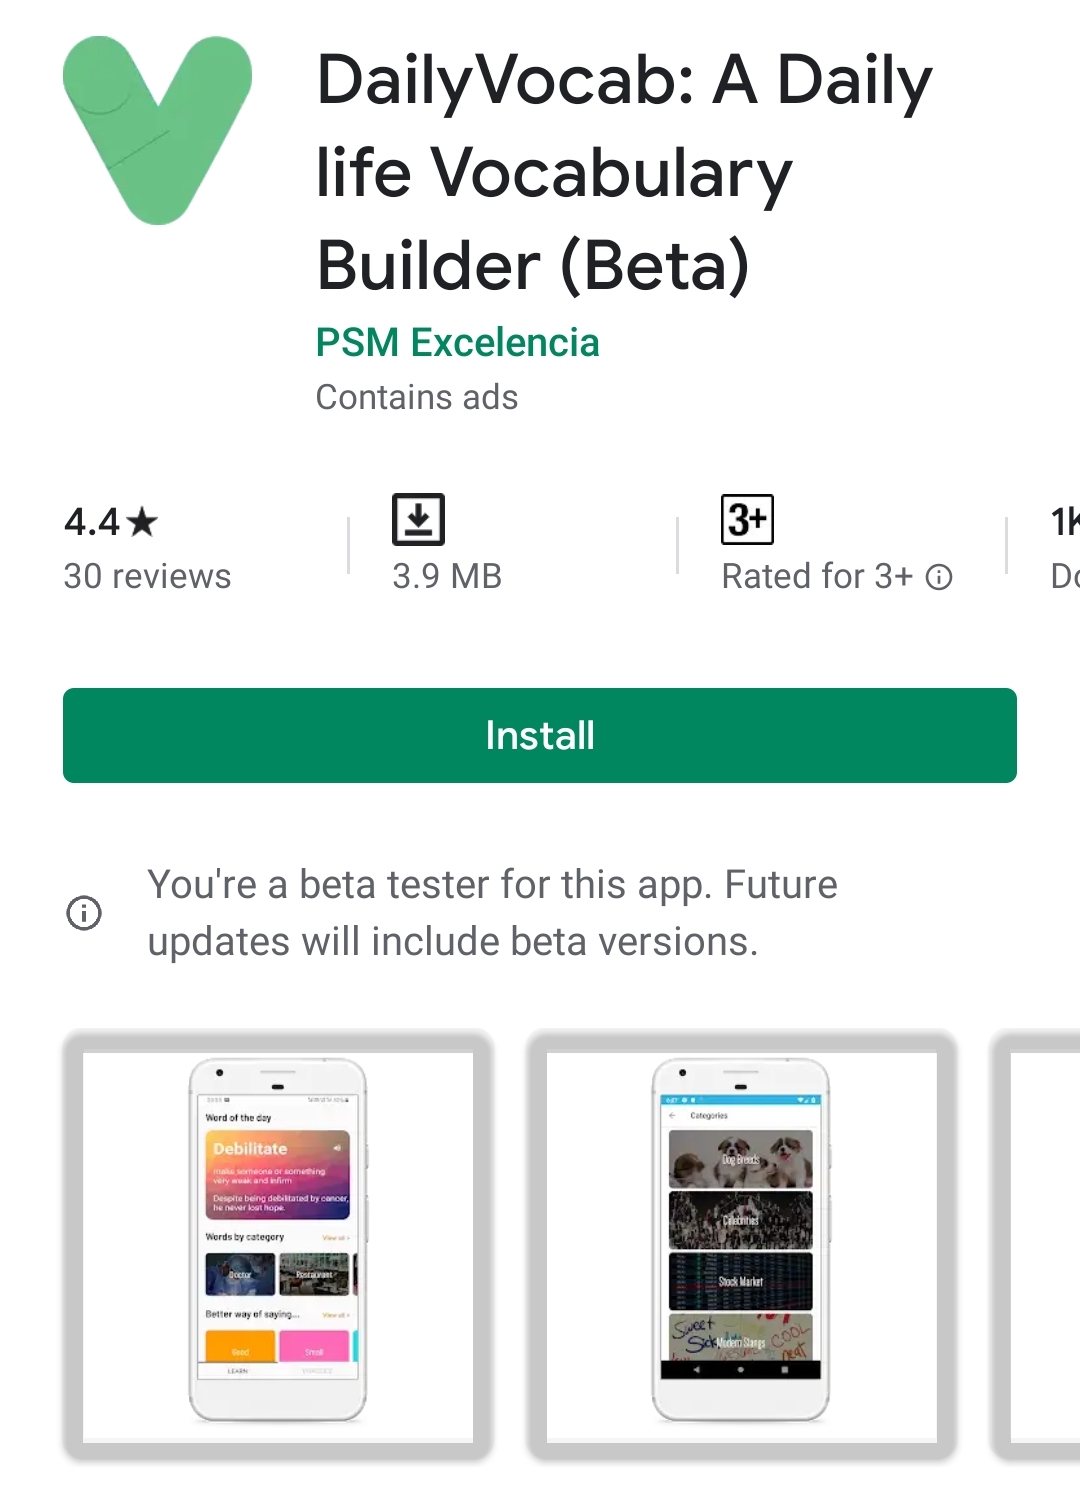 DailyVocab: A Daily
life Vocabulary
Builder (Beta)
PSM Excelencia
Contains ads
4.4★
30 reviews
3.9 MB
3+
Rated for 3+
1K
Do
Install
You're a beta tester for this app. Future
updates will include beta versions.
Word of the day
Debilitate
make someone or something
very weak and infirm
Despite being debilitated by cancer,
he never lost hope.
Words by category
View all >
Doctor
Restaurant
Better way of saying...
View all >
Good
Small
LEARN
Categories
Dog Breeds
Celebrities
Stock Market
Sweet
Sick
Modern Slangs
COOL
neat